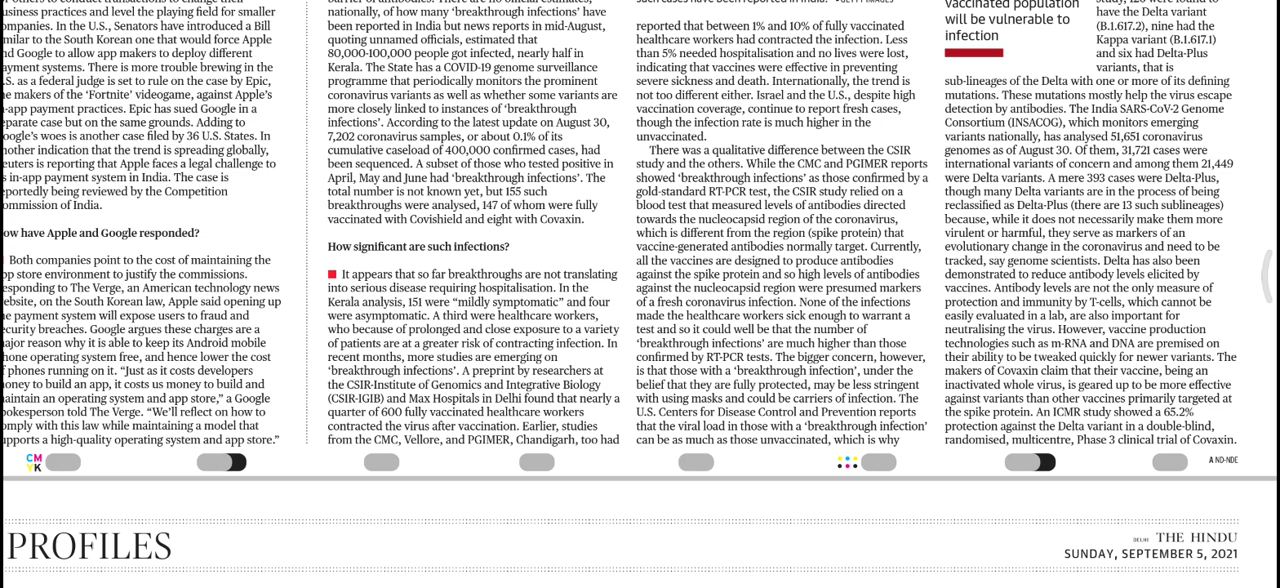 business practices and level the playing field for smaller
companies. In the U.S., Senators have introduced a Bill
similar to the South Korean one that would force Apple
and Google to allow app makers to deploy different
payment systems. There is more trouble brewing in the
U.S. as a federal judge is set to rule on the case by Epic,
the makers of the 'Fortnite' videogame, against Apple's
in-app payment practices. Epic has sued Google in a
separate case but on the same grounds. Adding to
Google's woes is another case filed by 36 U.S. States. In
another indication that the trend is spreading globally,
Reuters is reporting that Apple faces a legal challenge to
its in-app payment system in India. The case is
reportedly being reviewed by the Competition
Commission of India.
How have Apple and Google responded?
Both companies point to the cost of maintaining the
app store environment to justify the commissions.
Responding to The Verge, an American technology news
website, on the South Korean law, Apple said opening up
the payment system will expose users to fraud and
security breaches. Google argues these charges are a
major reason why it is able to keep its Android mobile
phone operating system free, and hence lower the cost
of phones running on it. "Just as it costs developers
money to build an app, it costs us money to build and
maintain an operating system and app store," a Google
spokesperson told The Verge. "We'll reflect on how to
comply with this law while maintaining a model that
supports a high-quality operating system and app store."
nationally, of how many 'breakthrough infections' have
been reported in India but news reports in mid-August,
quoting unnamed officials, estimated that
80,000-100,000 people got infected, nearly half in
Kerala. The State has a COVID-19 genome surveillance
programme that periodically monitors the prominent
coronavirus variants as well as whether some variants are
more closely linked to instances of 'breakthrough
infections'. According to the latest update on August 30,
7,202 coronavirus samples, or about 0.1% of its
cumulative caseload of 400,000 confirmed cases, had
been sequenced. A subset of those who tested positive in
April, May and June had 'breakthrough infections'. The
total number is not known yet, but 155 such
breakthroughs were analysed, 147 of whom were fully
vaccinated with Covishield and eight with Covaxin.
How significant are such infections?
It appears that so far breakthroughs are not translating
into serious disease requiring hospitalisation. In the
Kerala analysis, 151 were "mildly symptomatic" and four
were asymptomatic. A third were healthcare workers,
who because of prolonged and close exposure to a variety
of patients are at a greater risk of contracting infection. In
recent months, more studies are emerging on
'breakthrough infections'. A preprint by researchers at
the CSIR-Institute of Genomics and Integrative Biology
(CSIR-IGIB) and Max Hospitals in Delhi found that nearly a
quarter of 600 fully vaccinated healthcare workers
contracted the virus after vaccination. Earlier, studies
from the CMC, Vellore, and PGIMER, Chandigarh, too had
reported that between 1% and 10% of fully vaccinated
healthcare workers had contracted the infection. Less
than 5% needed hospitalisation and no lives were lost,
indicating that vaccines were effective in preventing
severe sickness and death. Internationally, the trend is
not too different either. Israel and the U.S., despite high
vaccination coverage, continue to report fresh cases,
though the infection rate is much higher in the
unvaccinated.
There was a qualitative difference between the CSIR
study and the others. While the CMC and PGIMER reports
showed 'breakthrough infections' as those confirmed by a
gold-standard RT-PCR test, the CSIR study relied on a
blood test that measured levels of antibodies directed
towards the nucleocapsid region of the coronavirus,
which is different from the region (spike protein) that
vaccine-generated antibodies normally target. Currently,
all the vaccines are designed to produce antibodies
against the spike protein and so high levels of antibodies
against the nucleocapsid region were presumed markers
of a fresh coronavirus infection. None of the infections
made the healthcare workers sick enough to warrant a
test and so it could well be that the number of
'breakthrough infections' are much higher than those
confirmed by RT-PCR tests. The bigger concern, however,
is that those with a 'breakthrough infection', under the
belief that they are fully protected, may be less stringent
with using masks and could be carriers of infection. The
U.S. Centers for Disease Control and Prevention reports
that the viral load in those with a 'breakthrough infection'
can be as much as those unvaccinated, which is why
vaccinated population
will be vulnerable to
infection
have the Delta variant
(B.1.617.2), nine had the
Kappa variant (B.1.617.1)
and six had Delta-Plus
variants, that is
sub-lineages of the Delta with one or more of its defining
mutations. These mutations mostly help the virus escape
detection by antibodies. The India SARS-CoV-2 Genome
Consortium (INSACOG), which monitors emerging
variants nationally, has analysed 51,651 coronavirus
genomes as of August 30. Of them, 31,721 cases were
international variants of concern and among them 21,449
were Delta variants. A mere 393 cases were Delta-Plus,
though many Delta variants are in the process of being
reclassified as Delta-Plus (there are 13 such sublineages)
because, while it does not necessarily make them more
virulent or harmful, they serve as markers of an
evolutionary change in the coronavirus and need to be
tracked, say genome scientists. Delta has also been
demonstrated to reduce antibody levels elicited by
vaccines. Antibody levels are not the only measure of
protection and immunity by T-cells, which cannot be
easily evaluated in a lab, are also important for
neutralising the virus. However, vaccine production
technologies such as m-RNA and DNA are premised on
their ability to be tweaked quickly for newer variants. The
makers of Covaxin claim that their vaccine, being an
inactivated whole virus, is geared up to be more effective
against variants than other vaccines primarily targeted at
the spike protein. An ICMR study showed a 65.2%
protection against the Delta variant in a double-blind,
randomised, multicentre, Phase 3 clinical trial of Covaxin.
CM
YK
A ND-NDE
PROFILES
DELHI THE HINDU
SUNDAY, SEPTEMBER 5, 2021